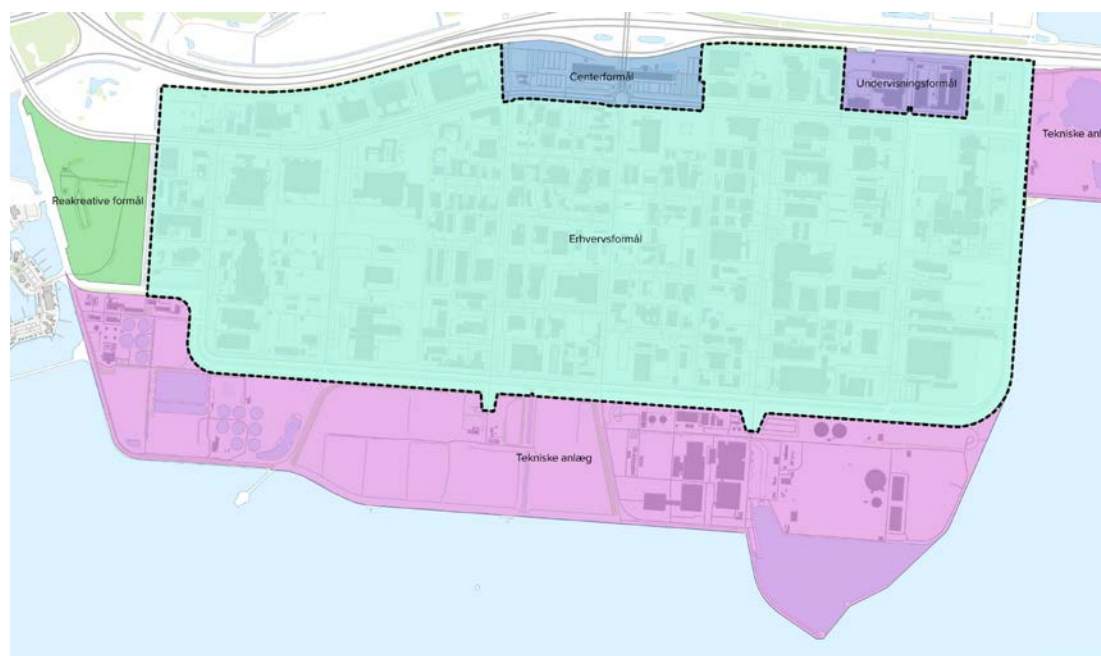 Centerformål
Undervisningsformål
Tekniske anl
Reakreative formål
Erhvervsformål
Tekniske anlæg